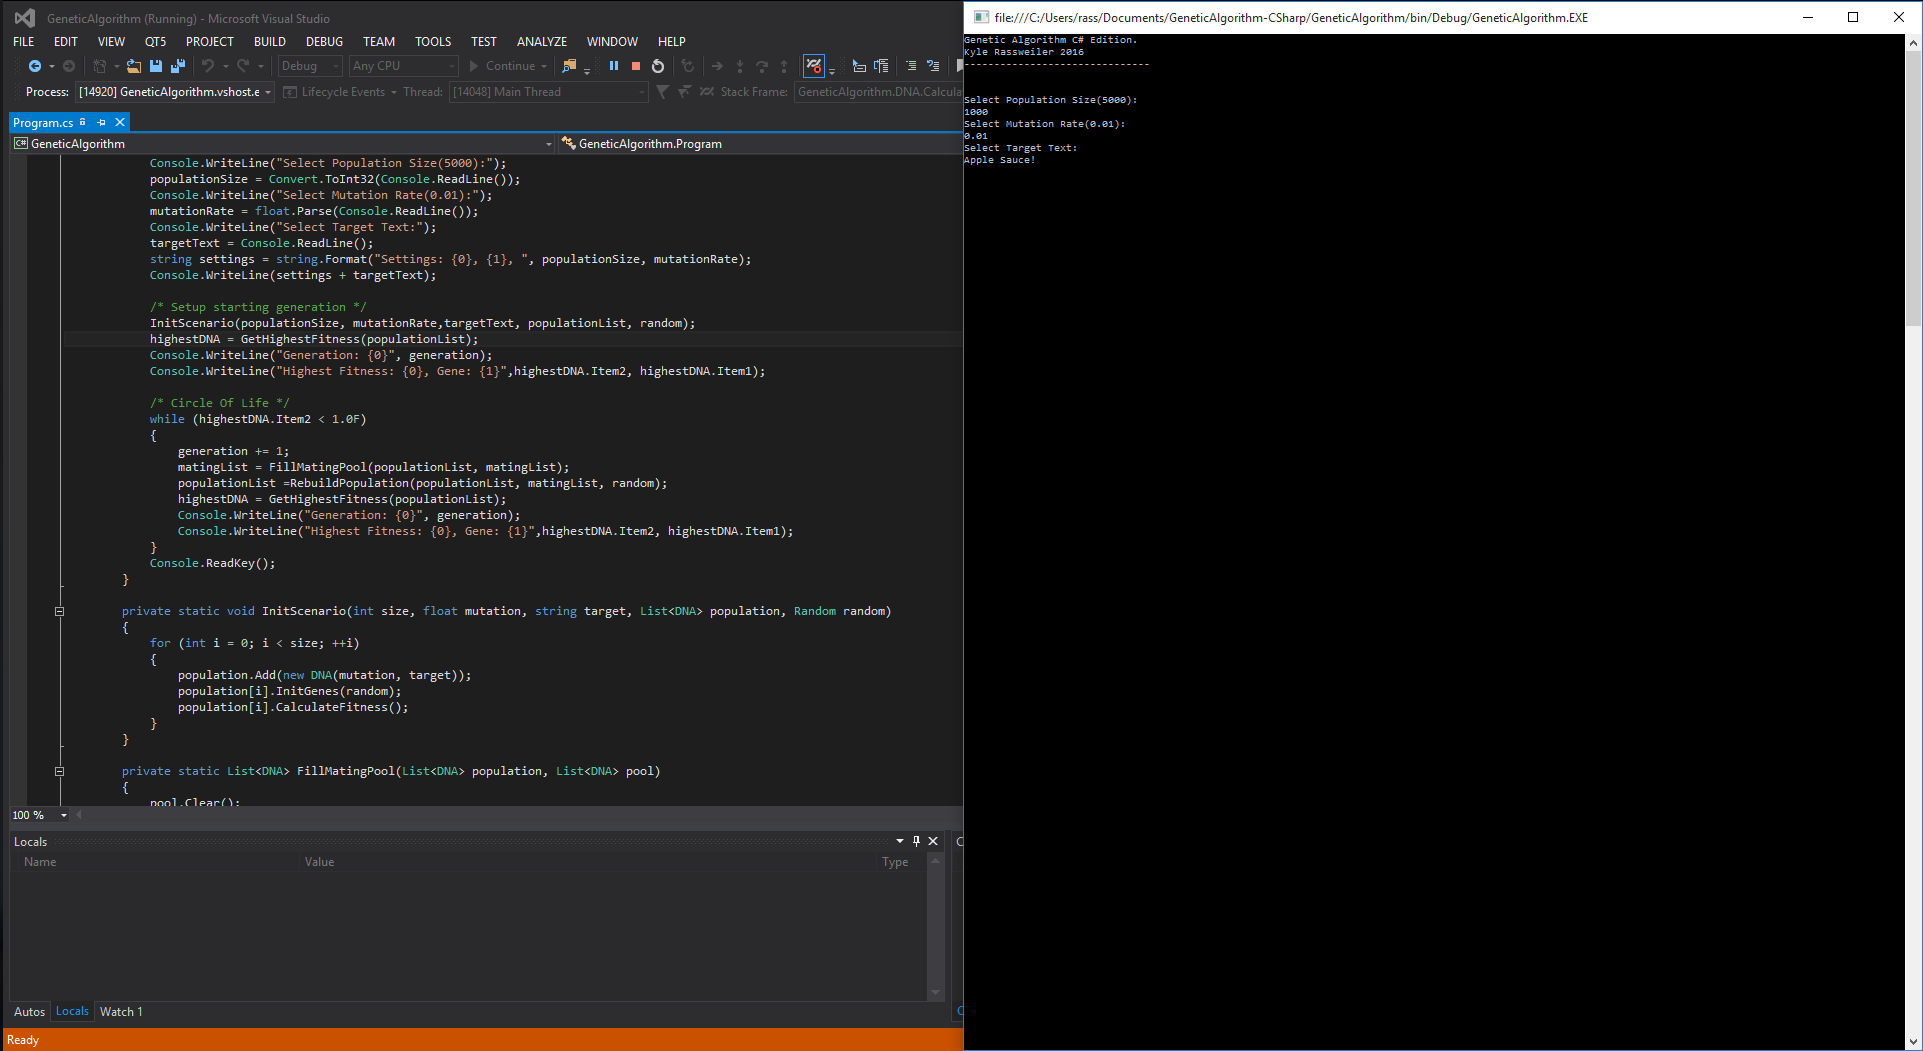 GeneticAlgorithm (Running) - Microsoft Visual Studio
FILE EDIT VIEW QT5 PROJECT BUILD DEBUG TEAM TOOLS TEST ANALYZE WINDOW HELP
Debug Any CPU Continue
Process: [14920] GeneticAlgorithm.vshost.e Lifecycle Events Thread: [14048] Main Thread Stack Frame: GeneticAlgorithm.DNA.Calcula
Program.cs
C# GeneticAlgorithm GeneticAlgorithm.Program
Console.WriteLine("Select Population Size(5000):");
populationSize = Convert.ToInt32(Console.ReadLine());
Console.WriteLine("Select Mutation Rate(0.01):");
mutationRate = float.Parse(Console.ReadLine());
Console.WriteLine("Select Target Text:");
targetText = Console.ReadLine();
string settings = string.Format("Settings: {0}, {1}, ", populationSize, mutationRate);
Console.WriteLine(settings + targetText);
/* Setup starting generation */
InitScenario(populationSize, mutationRate,targetText, populationList, random);
highestDNA = GetHighestFitness(populationList);
Console.WriteLine("Generation: {0}", generation);
Console.WriteLine("Highest Fitness: {0}, Gene: {1}",highestDNA.Item2, highestDNA.Item1);
/* Circle Of Life */
while (highestDNA.Item2 < 1.0F)
{
generation += 1;
matingList = FillMatingPool(populationList, matingList);
populationList =RebuildPopulation(populationList, matingList, random);
highestDNA = GetHighestFitness(populationList);
Console.WriteLine("Generation: {0}", generation);
Console.WriteLine("Highest Fitness: {0}, Gene: {1}",highestDNA.Item2, highestDNA.Item1);
}
Console.ReadKey();
}
private static void InitScenario(int size, float mutation, string target, List<DNA> population, Random random)
{
for (int i = 0; i < size; ++i)
{
population.Add(new DNA(mutation, target));
population[i].InitGenes(random);
population[i].CalculateFitness();
}
}
private static List<DNA> FillMatingPool(List<DNA> population, List<DNA> pool)
{
pool.Clear();
100 %
Locals
Name Value Type
Autos Locals Watch 1
Ready
file:///C:/Users/rass/Documents/GeneticAlgorithm-CSharp/GeneticAlgorithm/bin/Debug/GeneticAlgorithm.EXE
Genetic Algorithm C# Edition.
Kyle Rassweiler 2016
-------------------------------
Select Population Size(5000):
1000
Select Mutation Rate(0.01):
0.01
Select Target Text:
Apple Sauce!